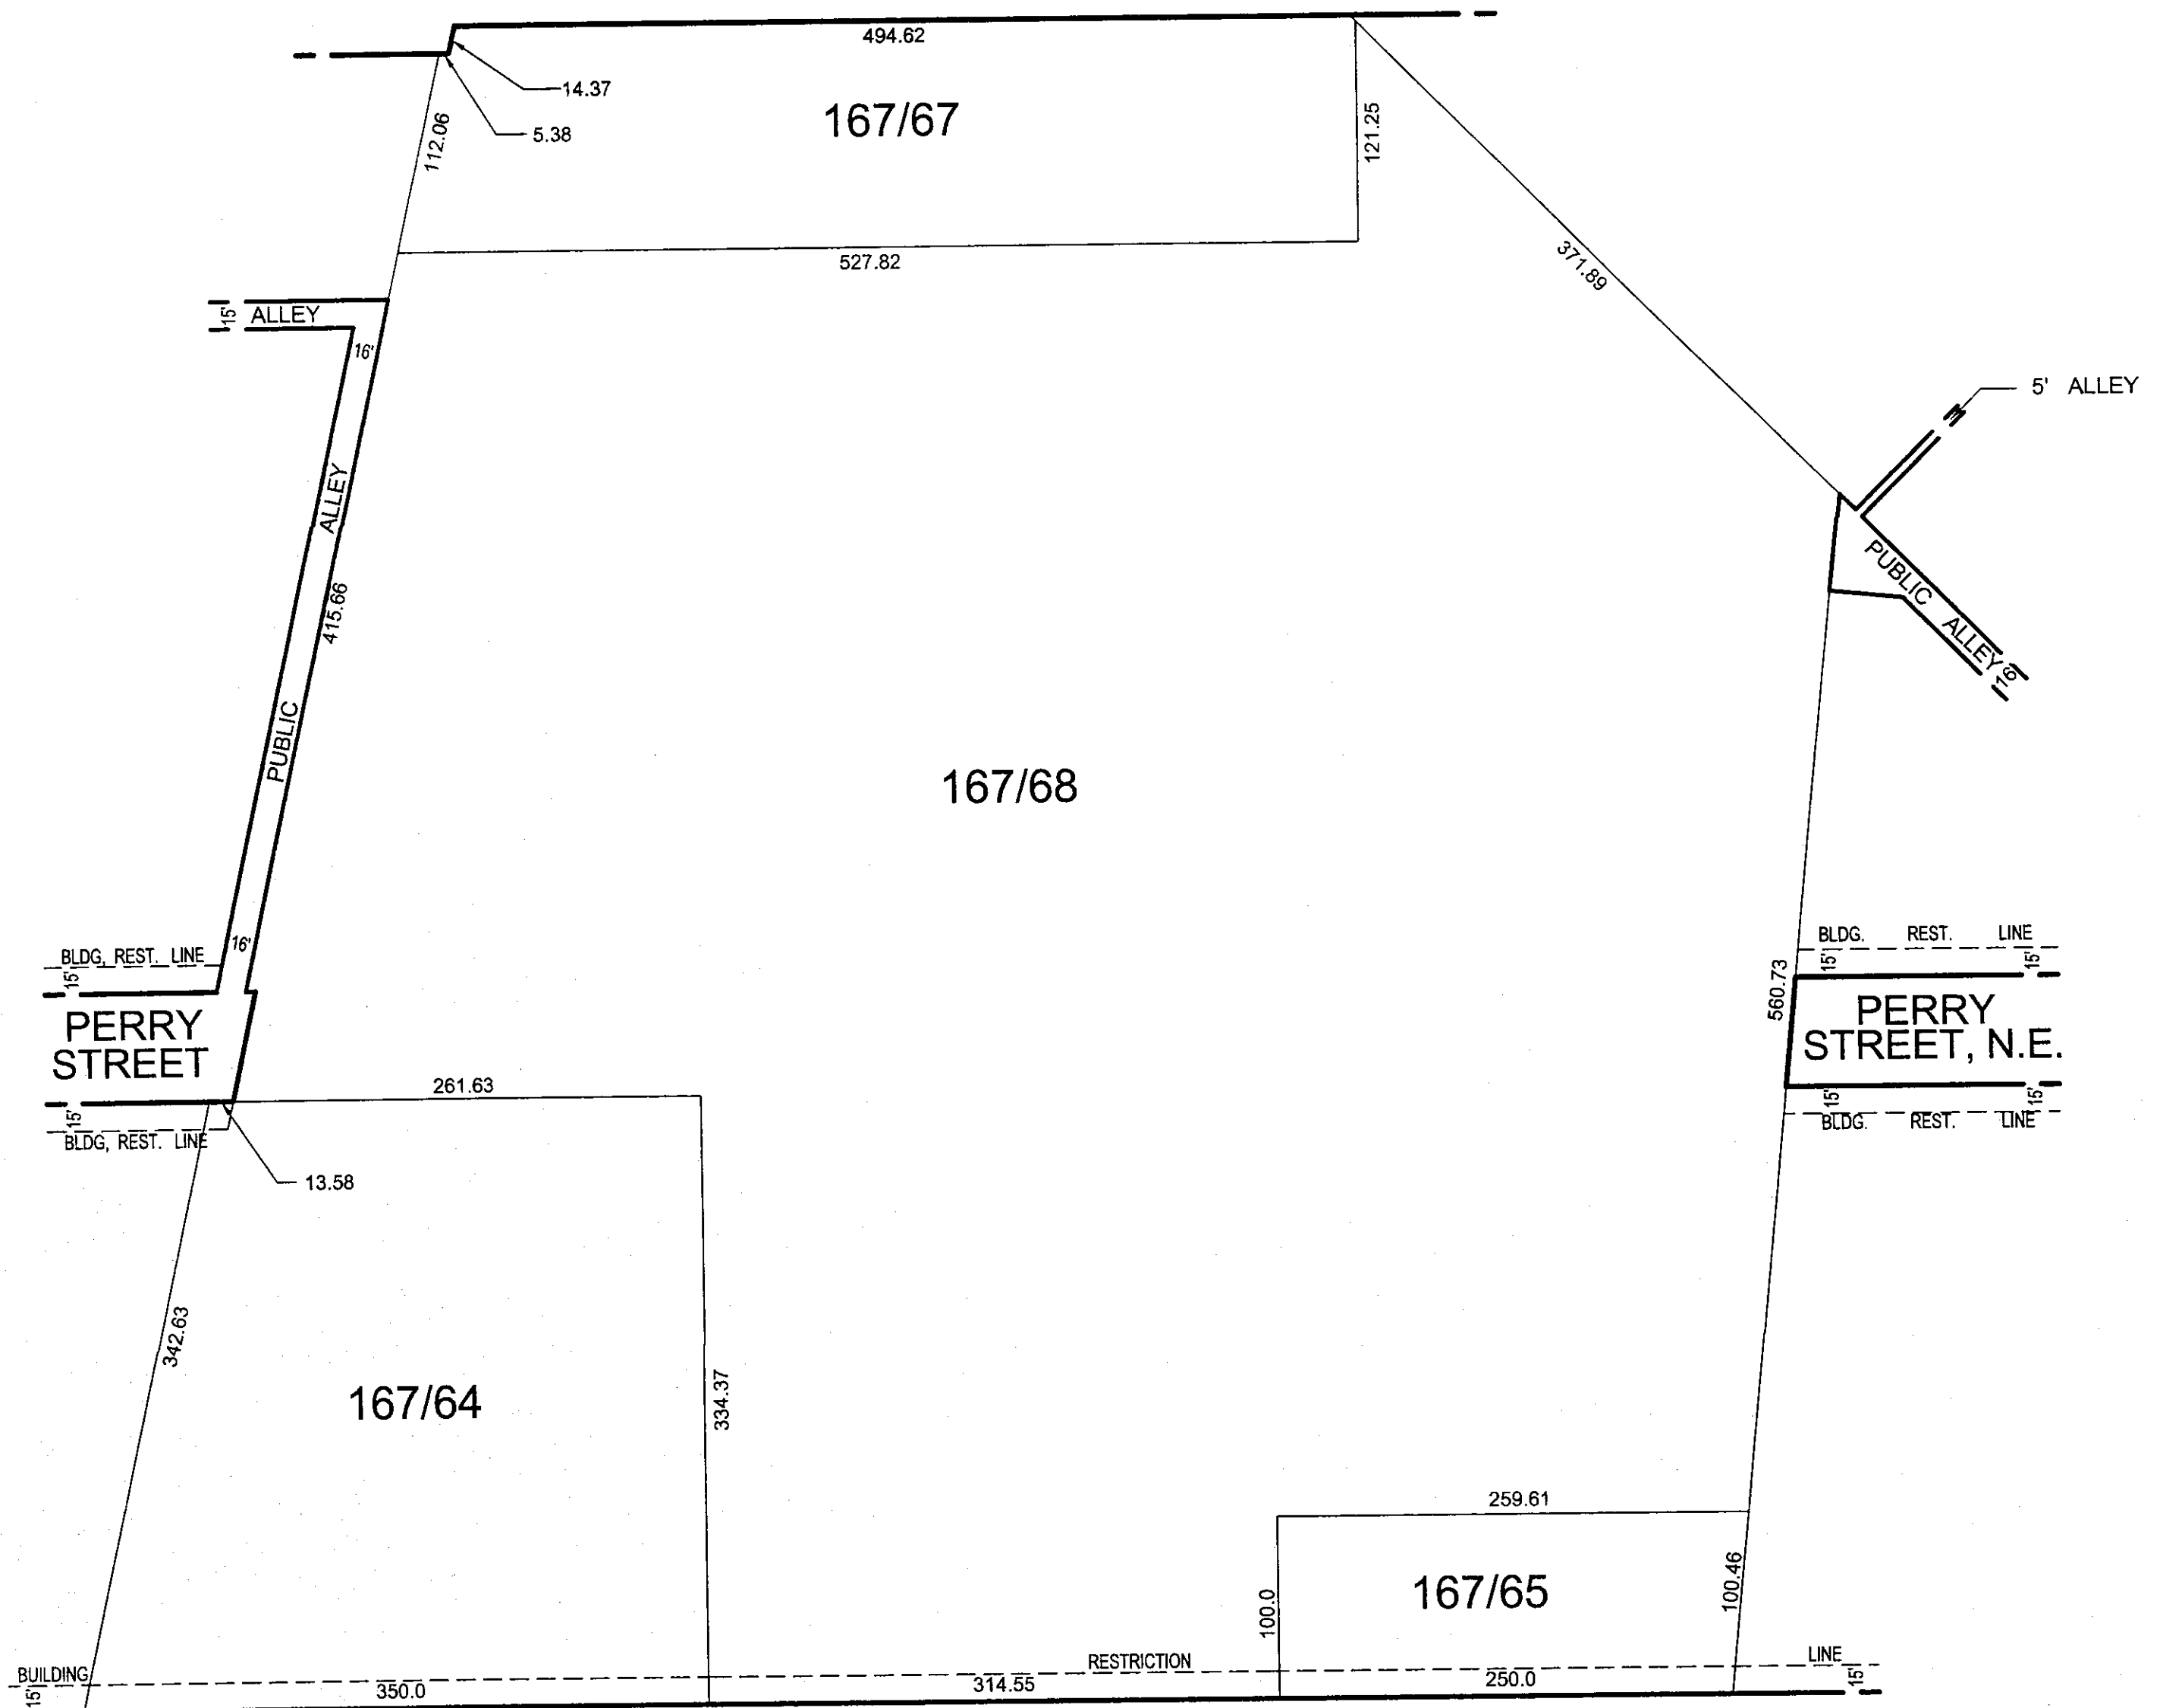 494.62
14.37
5.38
112.06
167/67
121.25
527.82
371.89
15' ALLEY
16'
5' ALLEY
PUBLIC ALLEY
415.66
PUBLIC ALLEY
16'
167/68
16'
BLDG, REST. LINE
15'
PERRY
STREET
15'
BLDG, REST. LINE
261.63
13.58
BLDG. REST. LINE
15' 15'
560.73
PERRY
STREET, N.E.
15' 15'
BLDG. REST. LINE
342.63
167/64
334.37
259.61
100.0
167/65
100.46
BUILDING RESTRICTION LINE
15' 15'
350.0 314.55 250.0